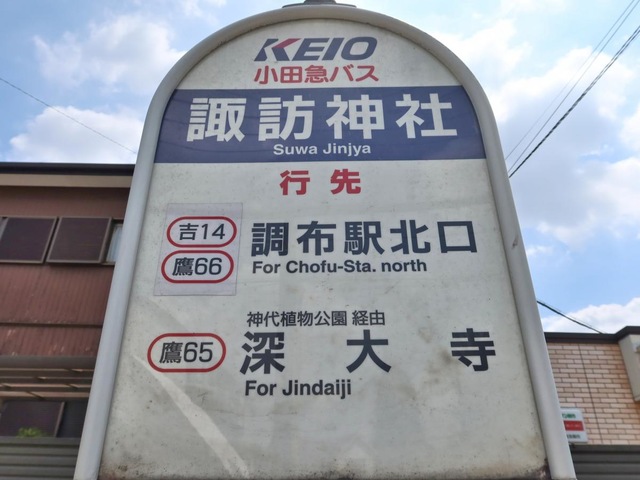 KEIO
小田急バス
諏訪神社
Suwa Jinjya
行先
吉14
鷹66
調布駅北口
For Chofu-Sta. north
神代植物公園 経由
鷹65
深大寺
For Jindaiji